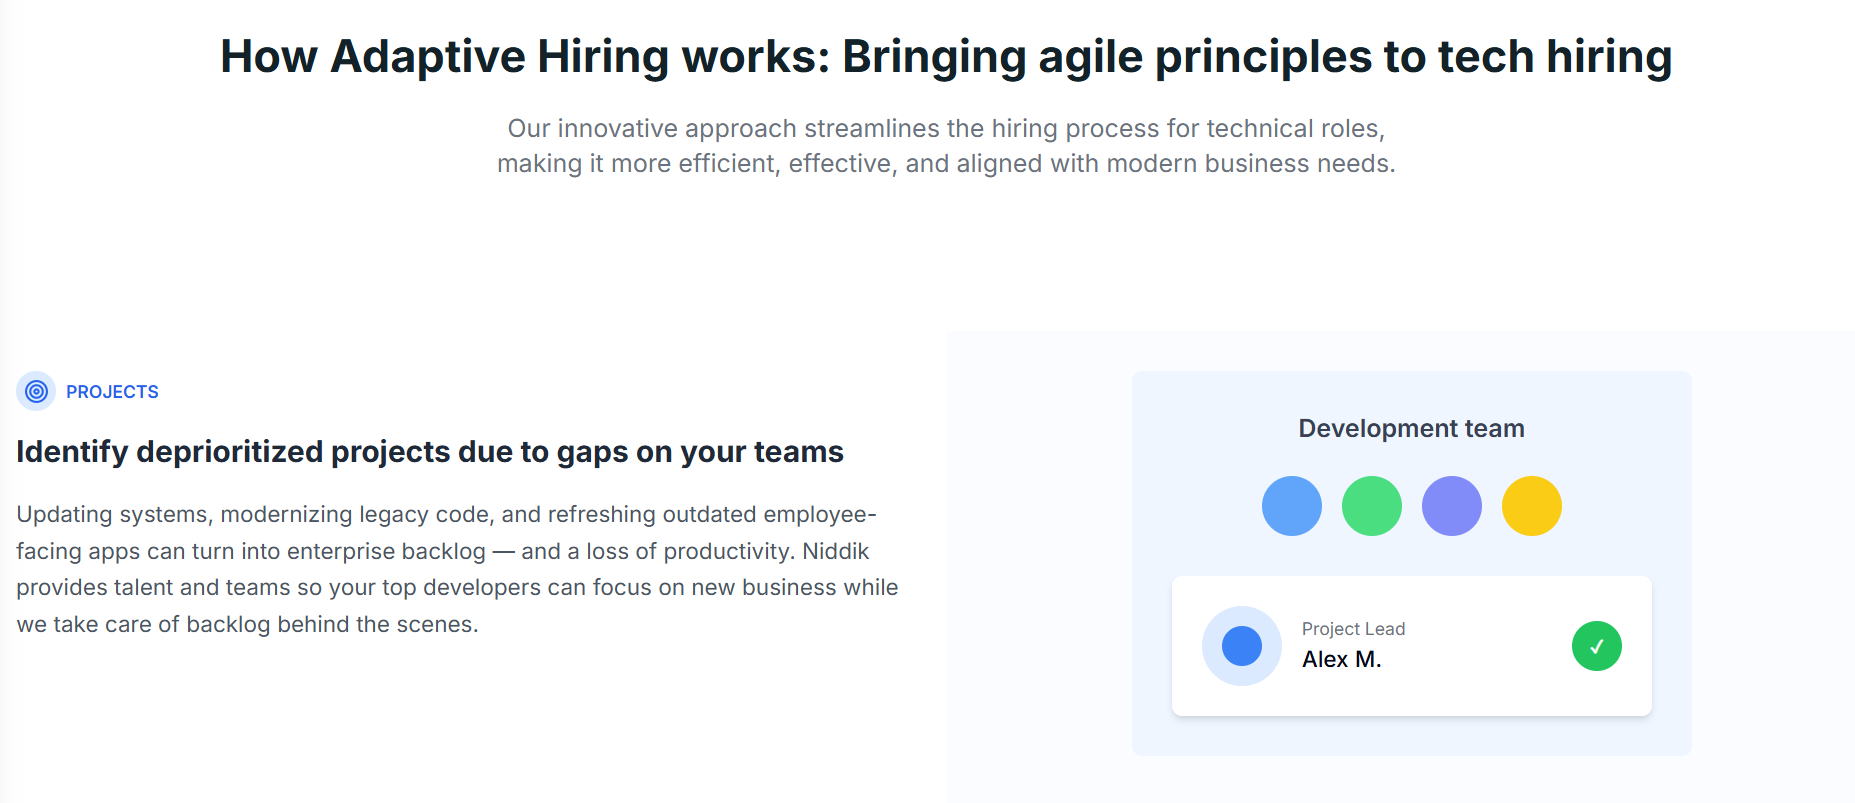 How Adaptive Hiring works: Bringing agile principles to tech hiring
Our innovative approach streamlines the hiring process for technical roles,
making it more efficient, effective, and aligned with modern business needs.
PROJECTS
Identify deprioritized projects due to gaps on your teams
Updating systems, modernizing legacy code, and refreshing outdated employee-
facing apps can turn into enterprise backlog — and a loss of productivity. Niddik
provides talent and teams so your top developers can focus on new business while
we take care of backlog behind the scenes.
Development team
Project Lead
Alex M.
✓